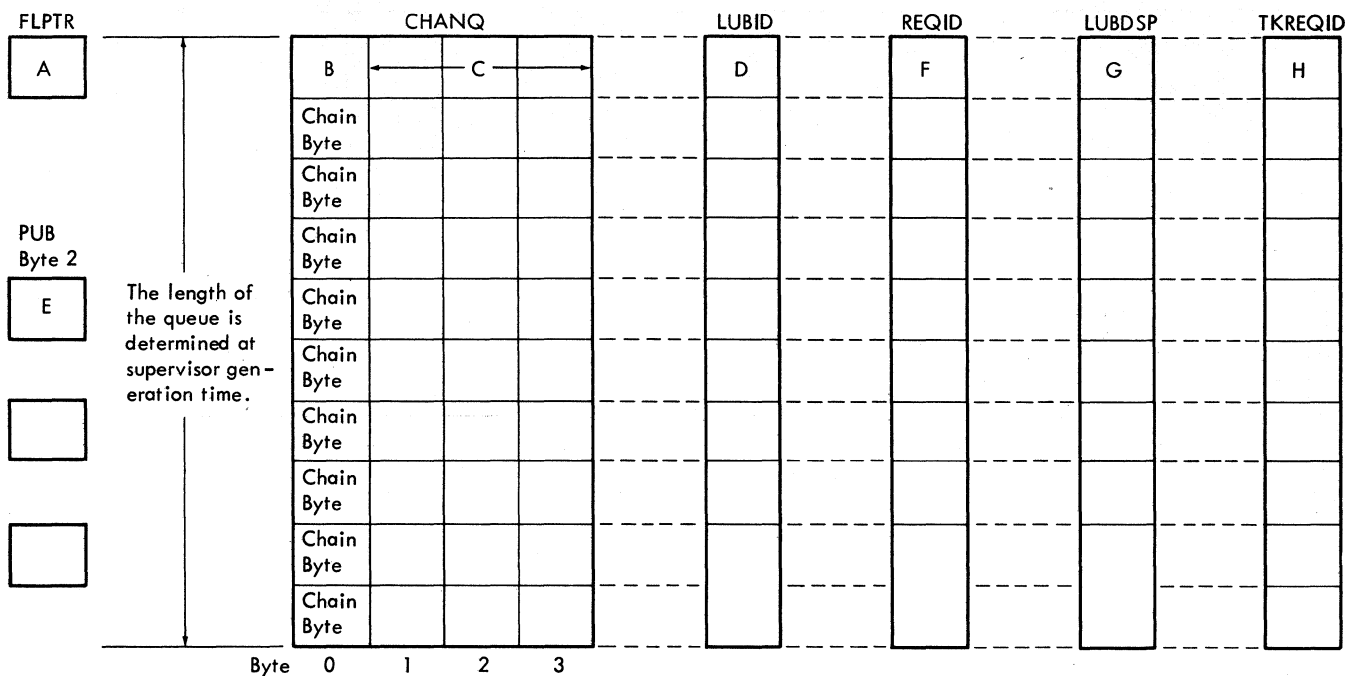 FLPTR CHANQ LUBID REQID LUBDSP TKREQID
A B C D F G H
Chain
Byte
Chain
Byte
PUB
Byte 2
Chain
Byte
E
The length of
the queue is
determined at
supervisor gen-
eration time.
Chain
Byte
Chain
Byte
Chain
Byte
Chain
Byte
Chain
Byte
Chain
Byte
Byte 0 1 2 3